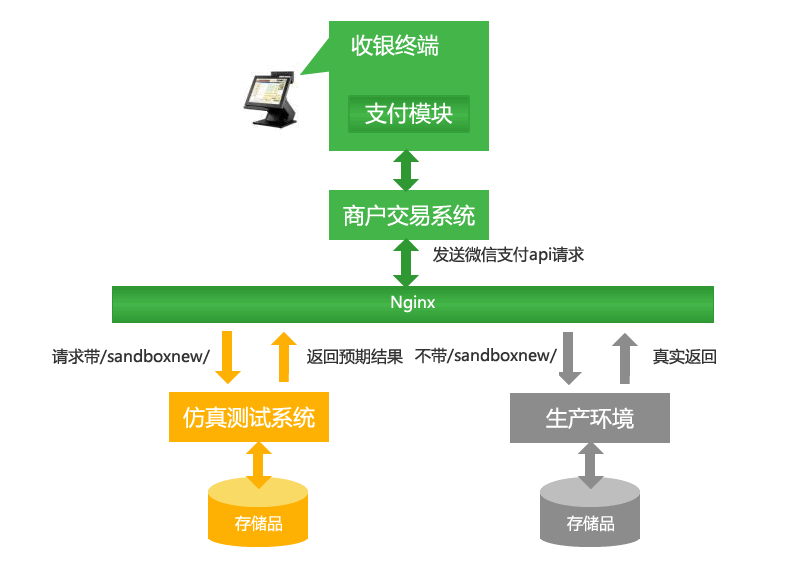 收银终端
支付模块
商户交易系统
发送微信支付api请求
Nginx
请求带/sandboxnew/
返回预期结果
不带/sandboxnew/
真实返回
仿真测试系统
生产环境
存储品
存储品